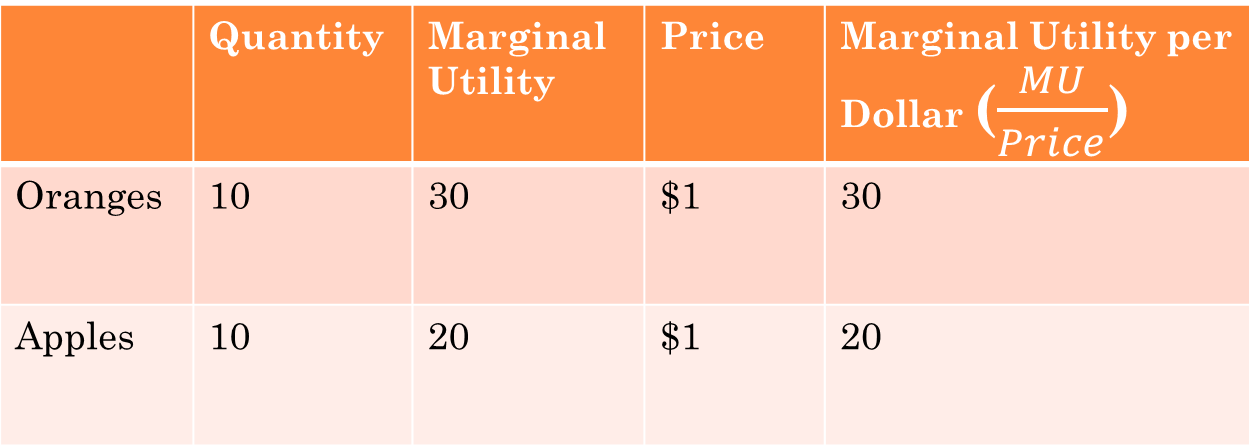 Quantity
Marginal
Utility
Price
Marginal Utility per
Dollar (MU/Price)
Oranges 10 30 $1 30
Apples 10 20 $1 20